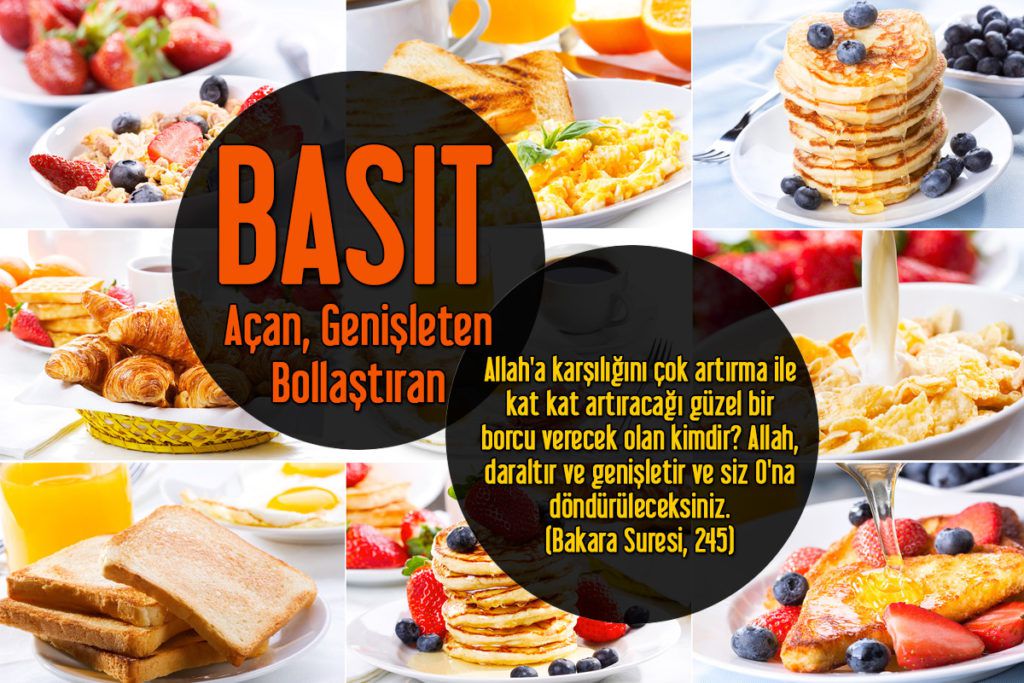 BASIT
Açan, Genişleten
Bollaştıran
Allah'a karşılığını çok artırma ile
kat kat artıracağı güzel bir
borcu verecek olan kimdir? Allah,
daraltır ve genişletir ve siz O'na
döndürüleceksiniz.
(Bakara Suresi, 245)